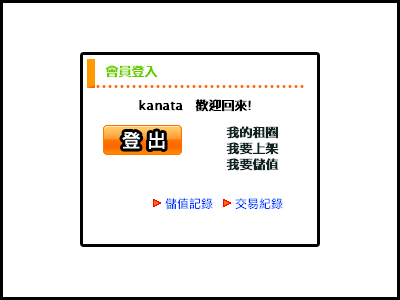 會員登入
kanata 歡迎回來!
登出
我的租圈
我要上架
我要儲值
儲值記錄 交易紀錄